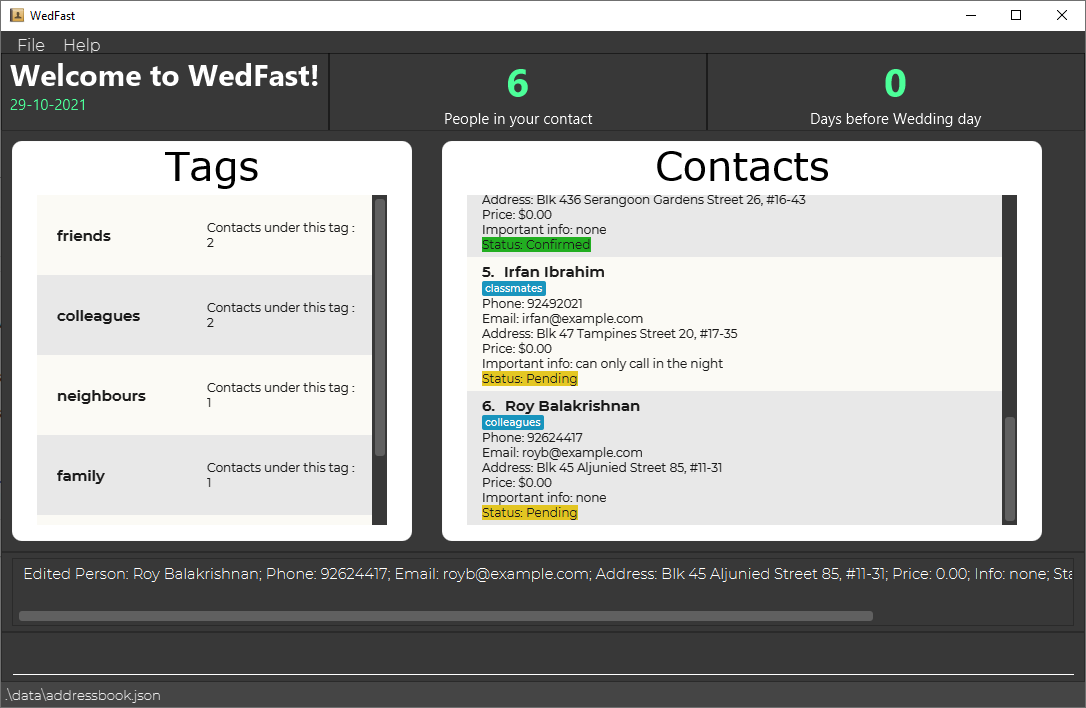 WedFast
File Help
Welcome to WedFast!
29-10-2021
6
People in your contact
0
Days before Wedding day
Tags
friends
Contacts under this tag :
2
colleagues
Contacts under this tag :
2
neighbours
Contacts under this tag :
1
family
Contacts under this tag :
1
Contacts
Address: Blk 436 Serangoon Gardens Street 26, #16-43
Price: $0.00
Important info: none
Status: Confirmed
5. Irfan Ibrahim
classmates
Phone: 92492021
Email: irfan@example.com
Address: Blk 47 Tampines Street 20, #17-35
Price: $0.00
Important info: can only call in the night
Status: Pending
6. Roy Balakrishnan
colleagues
Phone: 92624417
Email: royb@example.com
Address: Blk 45 Aljunied Street 85, #11-31
Price: $0.00
Important info: none
Status: Pending
Edited Person: Roy Balakrishnan; Phone: 92624417; Email: royb@example.com; Address: Blk 45 Aljunied Street 85, #11-31; Price: 0.00; Info: none; Sta
.\data\addressbook.json